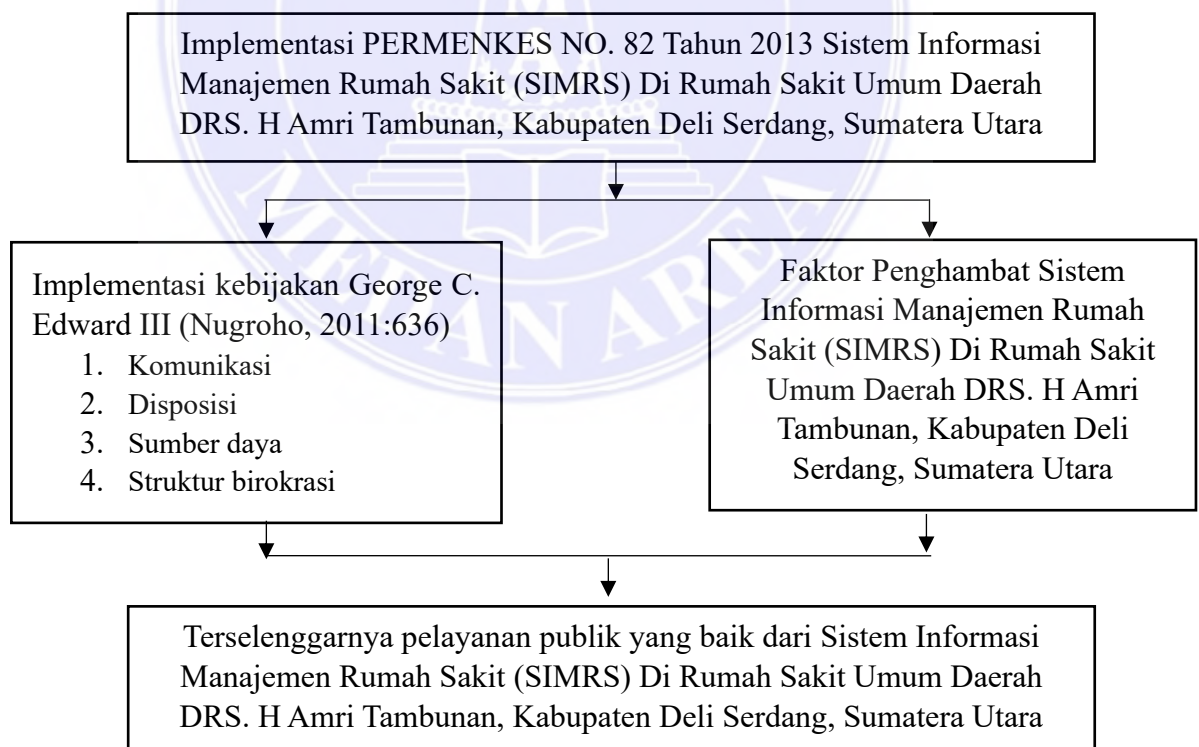 Implementasi PERMENKES NO. 82 Tahun 2013 Sistem Informasi
Manajemen Rumah Sakit (SIMRS) Di Rumah Sakit Umum Daerah
DRS. H Amri Tambunan, Kabupaten Deli Serdang, Sumatera Utara
Implementasi kebijakan George C.
Edward III (Nugroho, 2011:636)
1. Komunikasi
2. Disposisi
3. Sumber daya
4. Struktur birokrasi
Faktor Penghambat Sistem
Informasi Manajemen Rumah
Sakit (SIMRS) Di Rumah Sakit
Umum Daerah DRS. H Amri
Tambunan, Kabupaten Deli
Serdang, Sumatera Utara
Terselenggarnya pelayanan publik yang baik dari Sistem Informasi
Manajemen Rumah Sakit (SIMRS) Di Rumah Sakit Umum Daerah
DRS. H Amri Tambunan, Kabupaten Deli Serdang, Sumatera Utara
MEDAN AREA